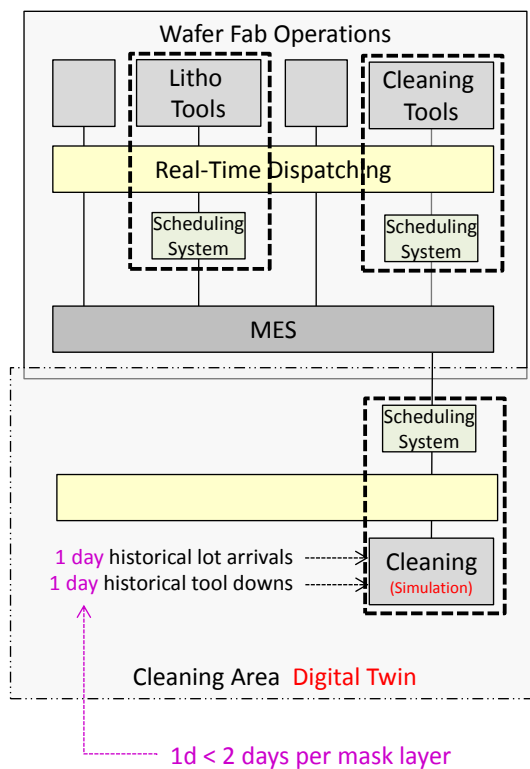 Wafer Fab Operations
Litho
Tools
Cleaning
Tools
Real-Time Dispatching
Scheduling
System
Scheduling
System
MES
Scheduling
System
1 day historical lot arrivals
1 day historical tool downs
Cleaning
(Simulation)
Cleaning Area Digital Twin
1d < 2 days per mask layer